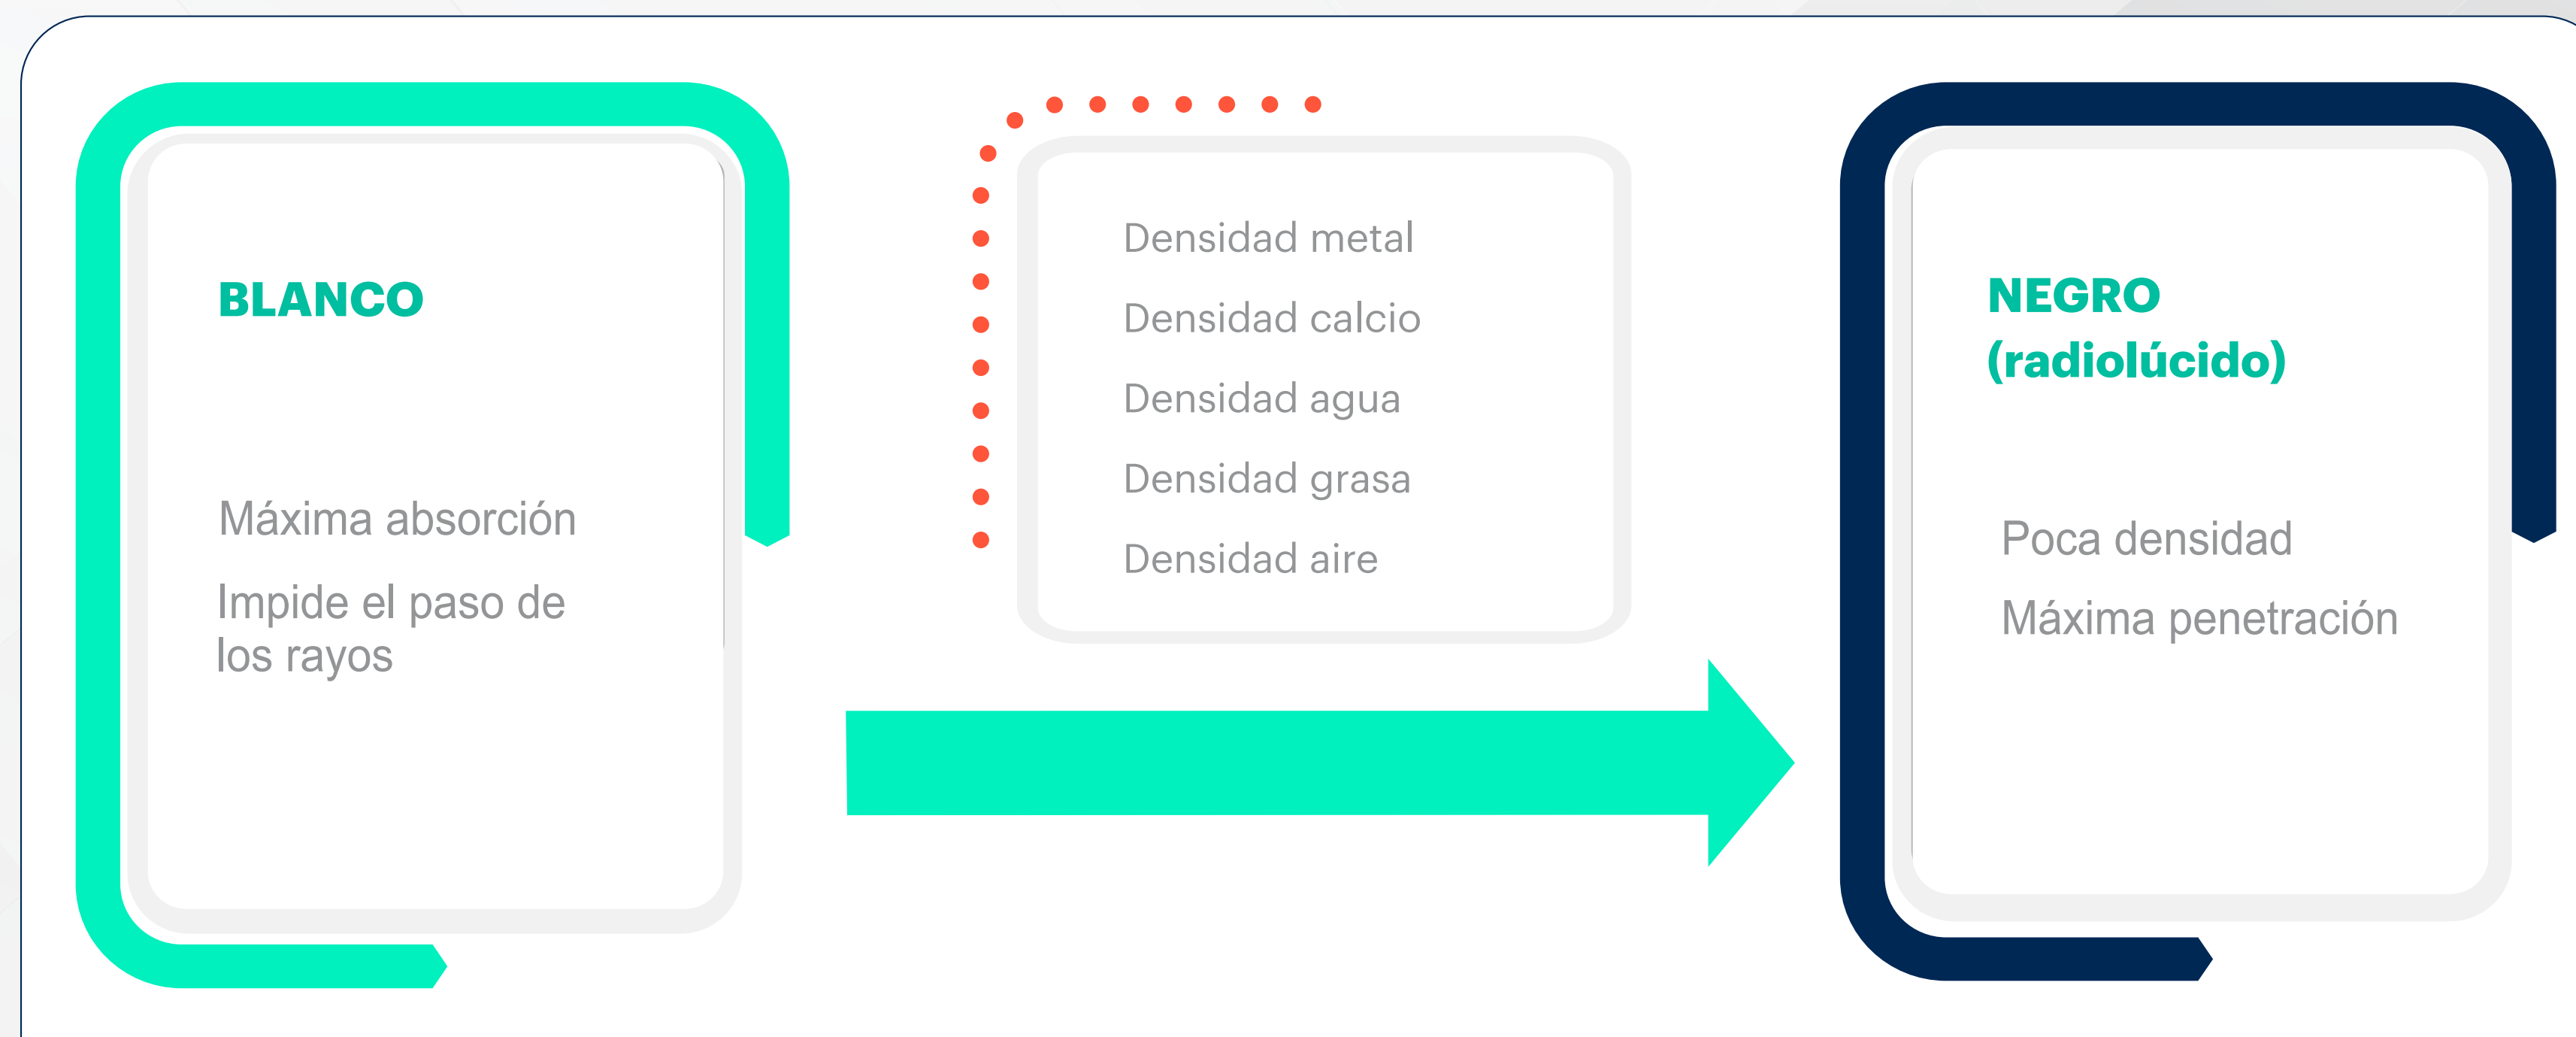 BLANCO
Máxima absorción
Impide el paso de
los rayos
Densidad metal
Densidad calcio
Densidad agua
Densidad grasa
Densidad aire
NEGRO
(radiolúcido)
Poca densidad
Máxima penetración